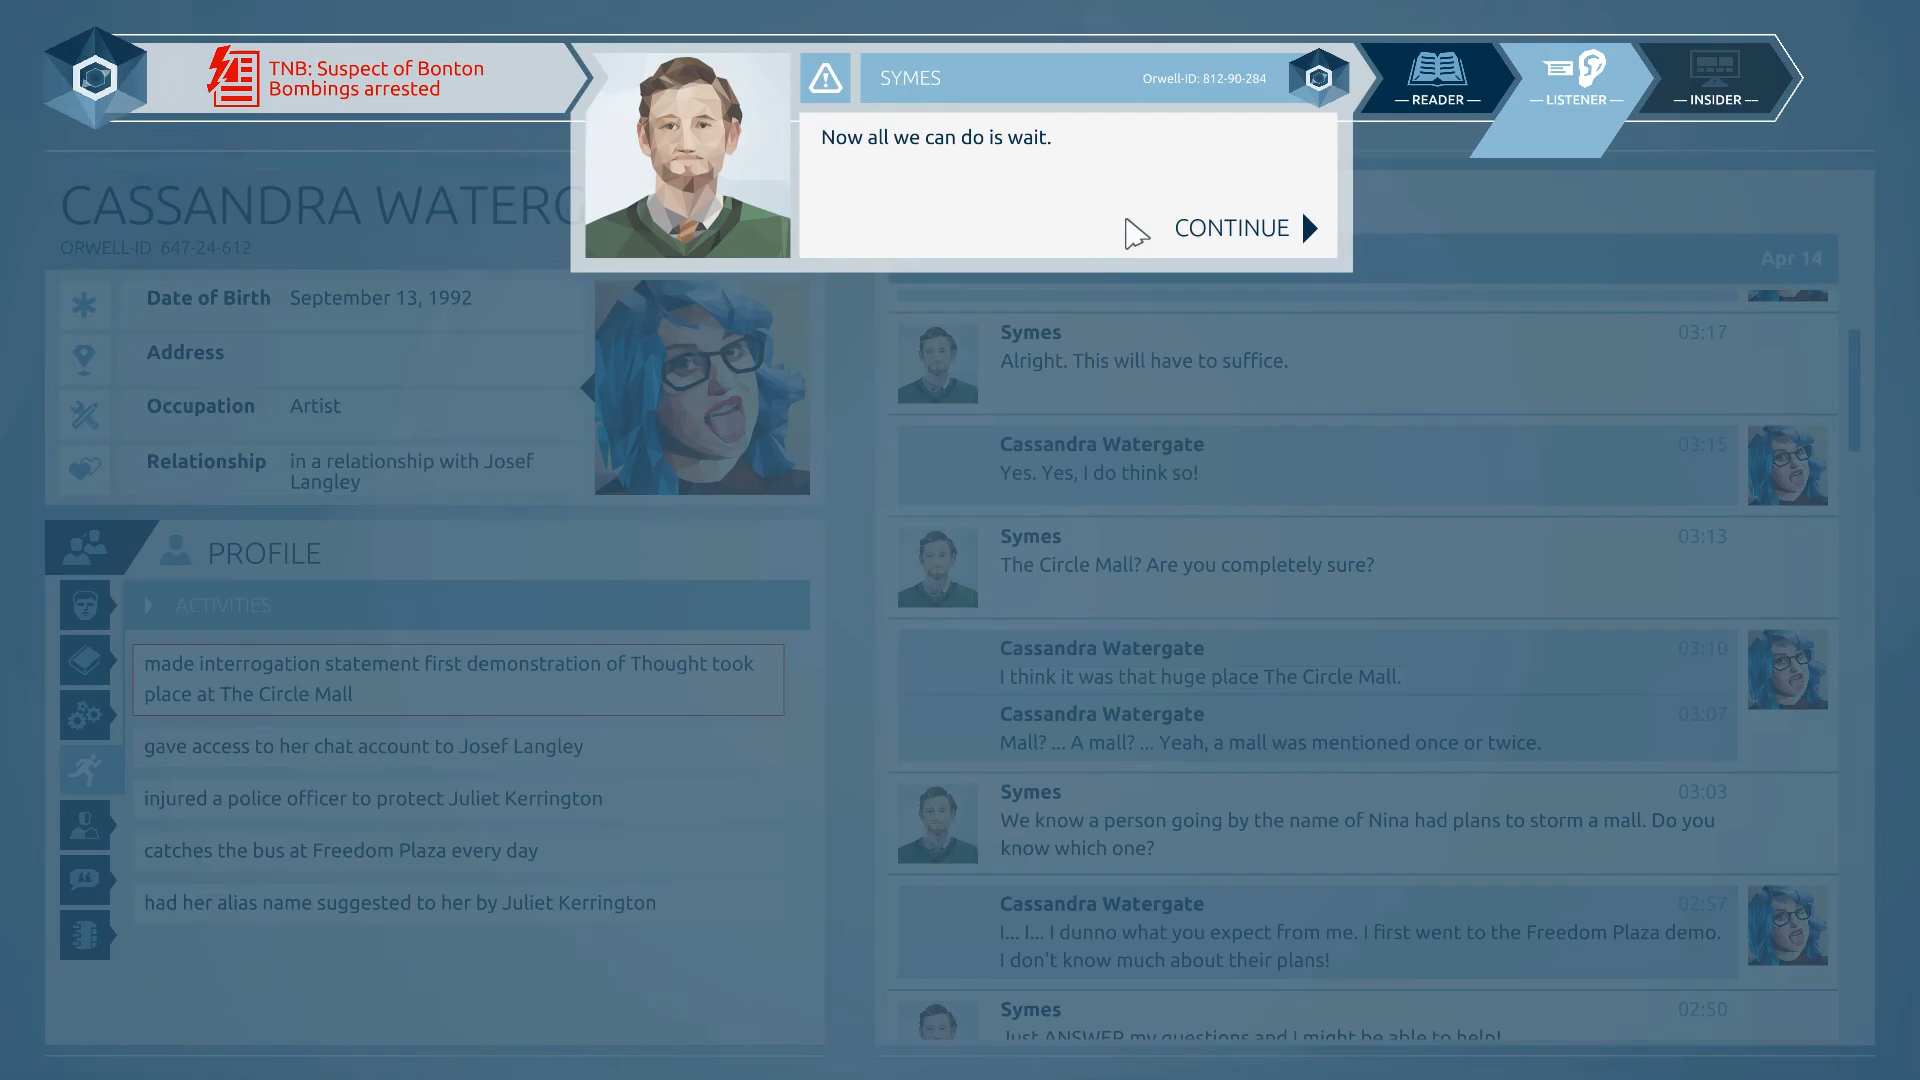 TNB: Suspect of Bonton
Bombings arrested
SYMES
Orwell-ID: 812-90-284
READER
LISTENER
INSIDER
Now all we can do is wait.
CONTINUE
CASSANDRA WATERG
ORWELL-ID 647-24-612
Date of Birth September 13, 1992
Address
Occupation Artist
Relationship in a relationship with Josef
Langley
PROFILE
ACTIVITIES
made interrogation statement first demonstration of Thought took
place at The Circle Mall
gave access to her chat account to Josef Langley
injured a police officer to protect Juliet Kerrington
catches the bus at Freedom Plaza every day
had her alias name suggested to her by Juliet Kerrington
Apr 14
Symes 03:17
Alright. This will have to suffice.
Cassandra Watergate 03:15
Yes. Yes, I do think so!
Symes 03:13
The Circle Mall? Are you completely sure?
Cassandra Watergate 03:10
I think it was that huge place The Circle Mall.
Cassandra Watergate 03:07
Mall? ... A mall? ... Yeah, a mall was mentioned once or twice.
Symes 03:03
We know a person going by the name of Nina had plans to storm a mall. Do you
know which one?
Cassandra Watergate 02:57
I... I... I dunno what you expect from me. I first went to the Freedom Plaza demo.
I don't know much about their plans!
Symes 02:50
Just ANSWER my questions and I might be able to help!